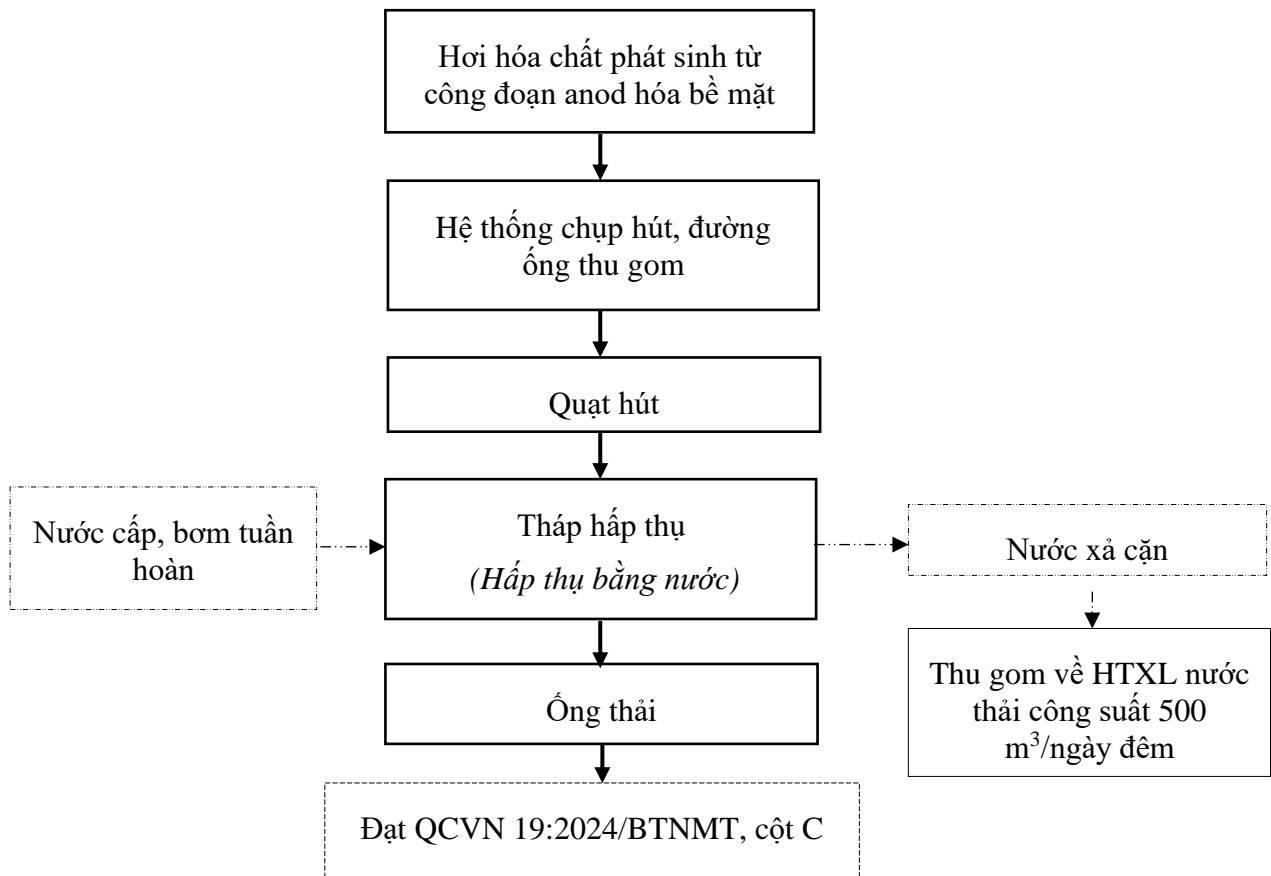 Hơi hóa chất phát sinh từ
công đoạn anod hóa bề mặt
Hệ thống chụp hút, đường
ống thu gom
Quạt hút
Nước cấp, bơm tuần
hoàn
Tháp hấp thụ
(Hấp thụ bằng nước)
Nước xả cặn
Thu gom về HTXL nước
thải công suất 500
m³/ngày đêm
Ống thải
Đạt QCVN 19:2024/BTNMT, cột C